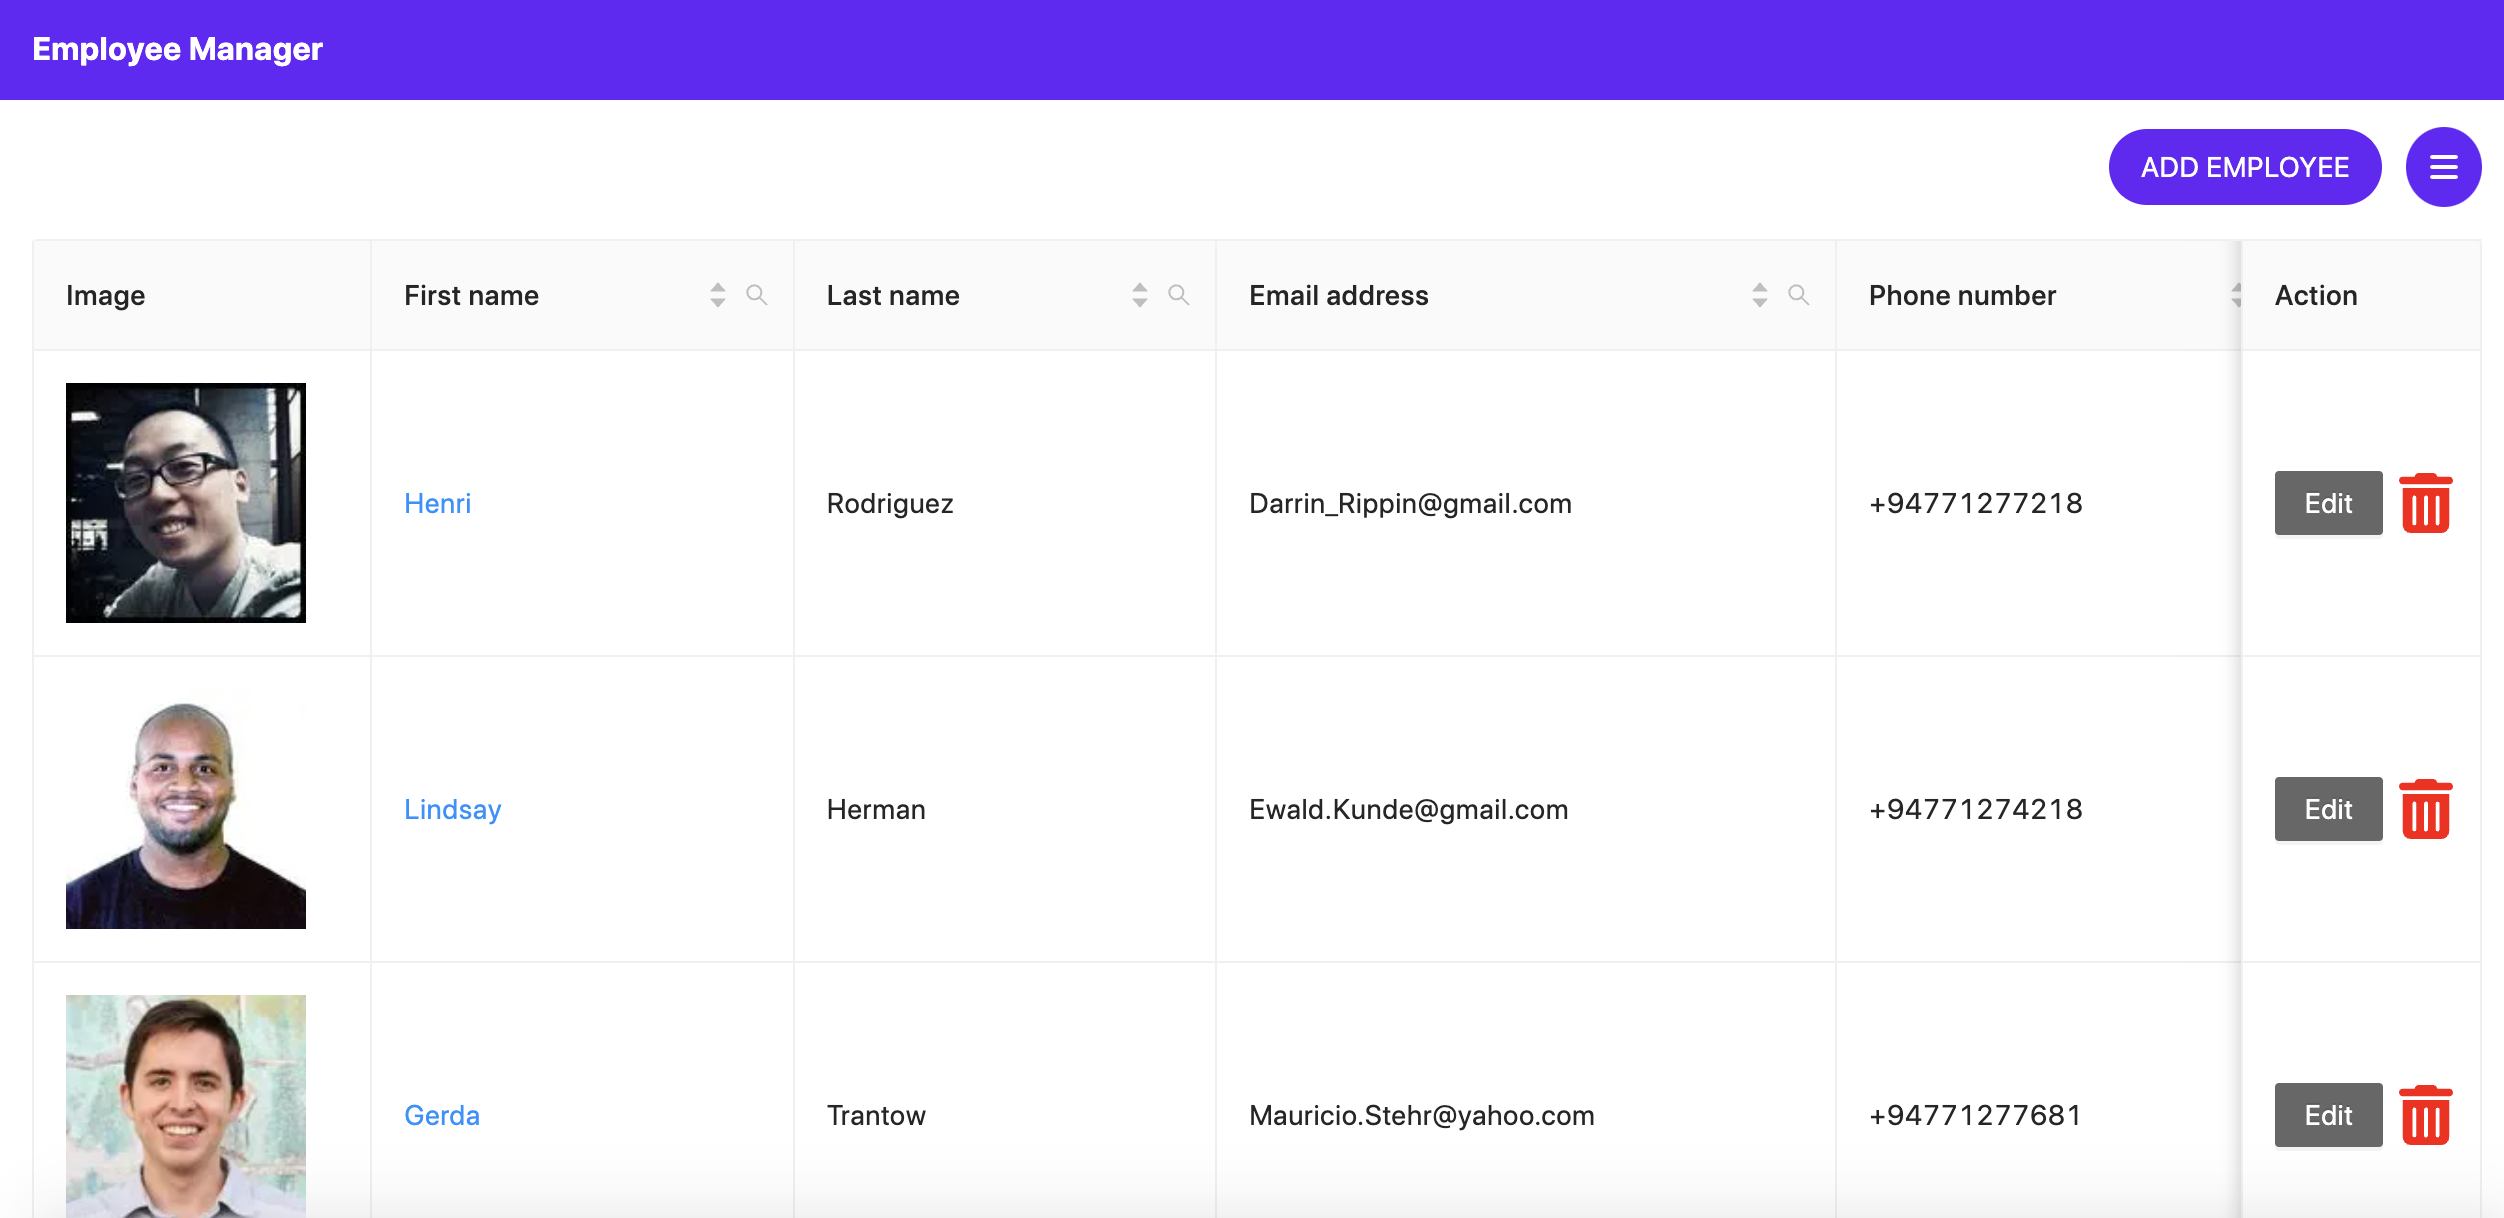 Employee Manager
ADD EMPLOYEE
Image First name Last name Email address Phone number Action
Henri Rodriguez Darrin_Rippin@gmail.com +94771277218 Edit
Lindsay Herman Ewald.Kunde@gmail.com +94771274218 Edit
Gerda Trantow Mauricio.Stehr@yahoo.com +94771277681 Edit